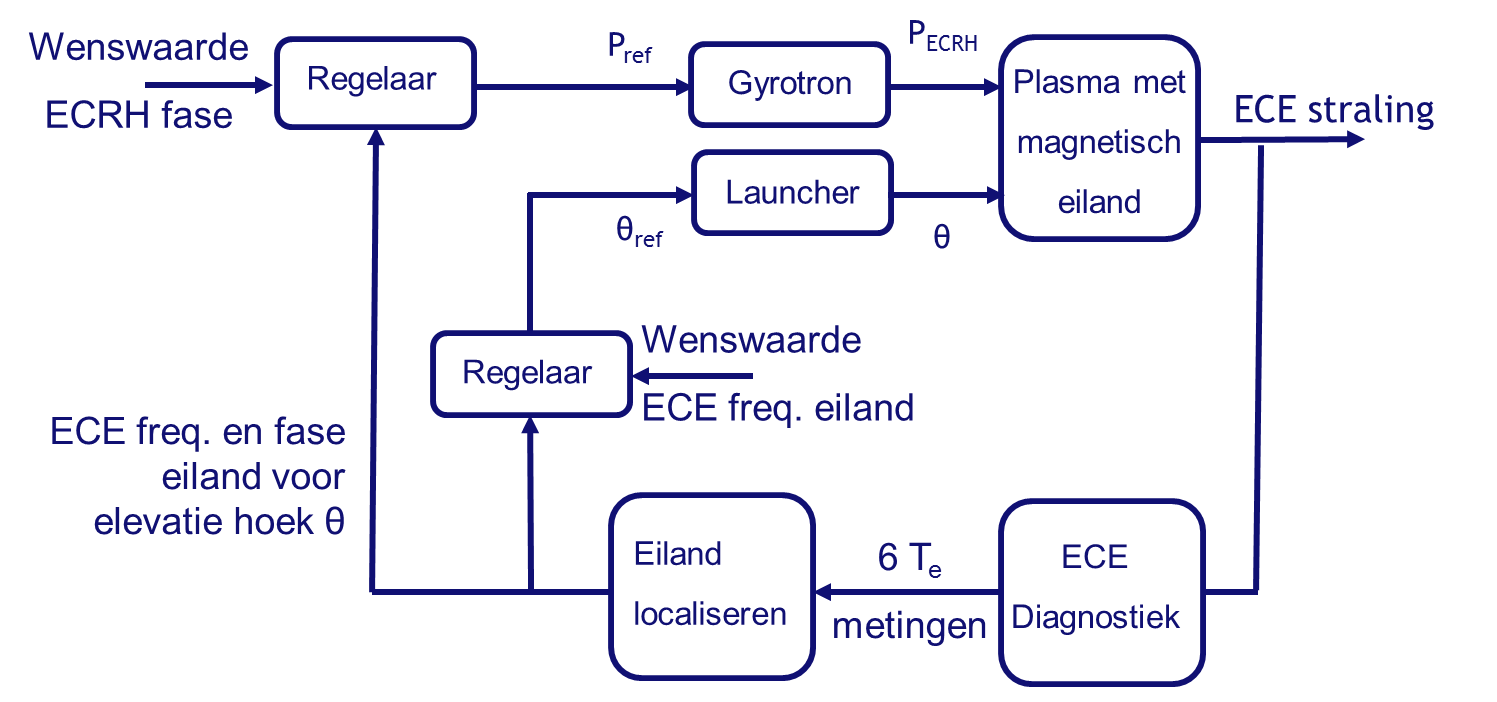 Wenswaarde
ECRH fase
Regelaar
Pref
Gyrotron
PECRH
Plasma met
magnetisch
eiland
ECE straling
Launcher
θref
θ
Regelaar
Wenswaarde
ECE freq. eiland
ECE freq. en fase
eiland voor
elevatie hoek θ
Eiland
localiseren
6 Te
metingen
ECE
Diagnostiek